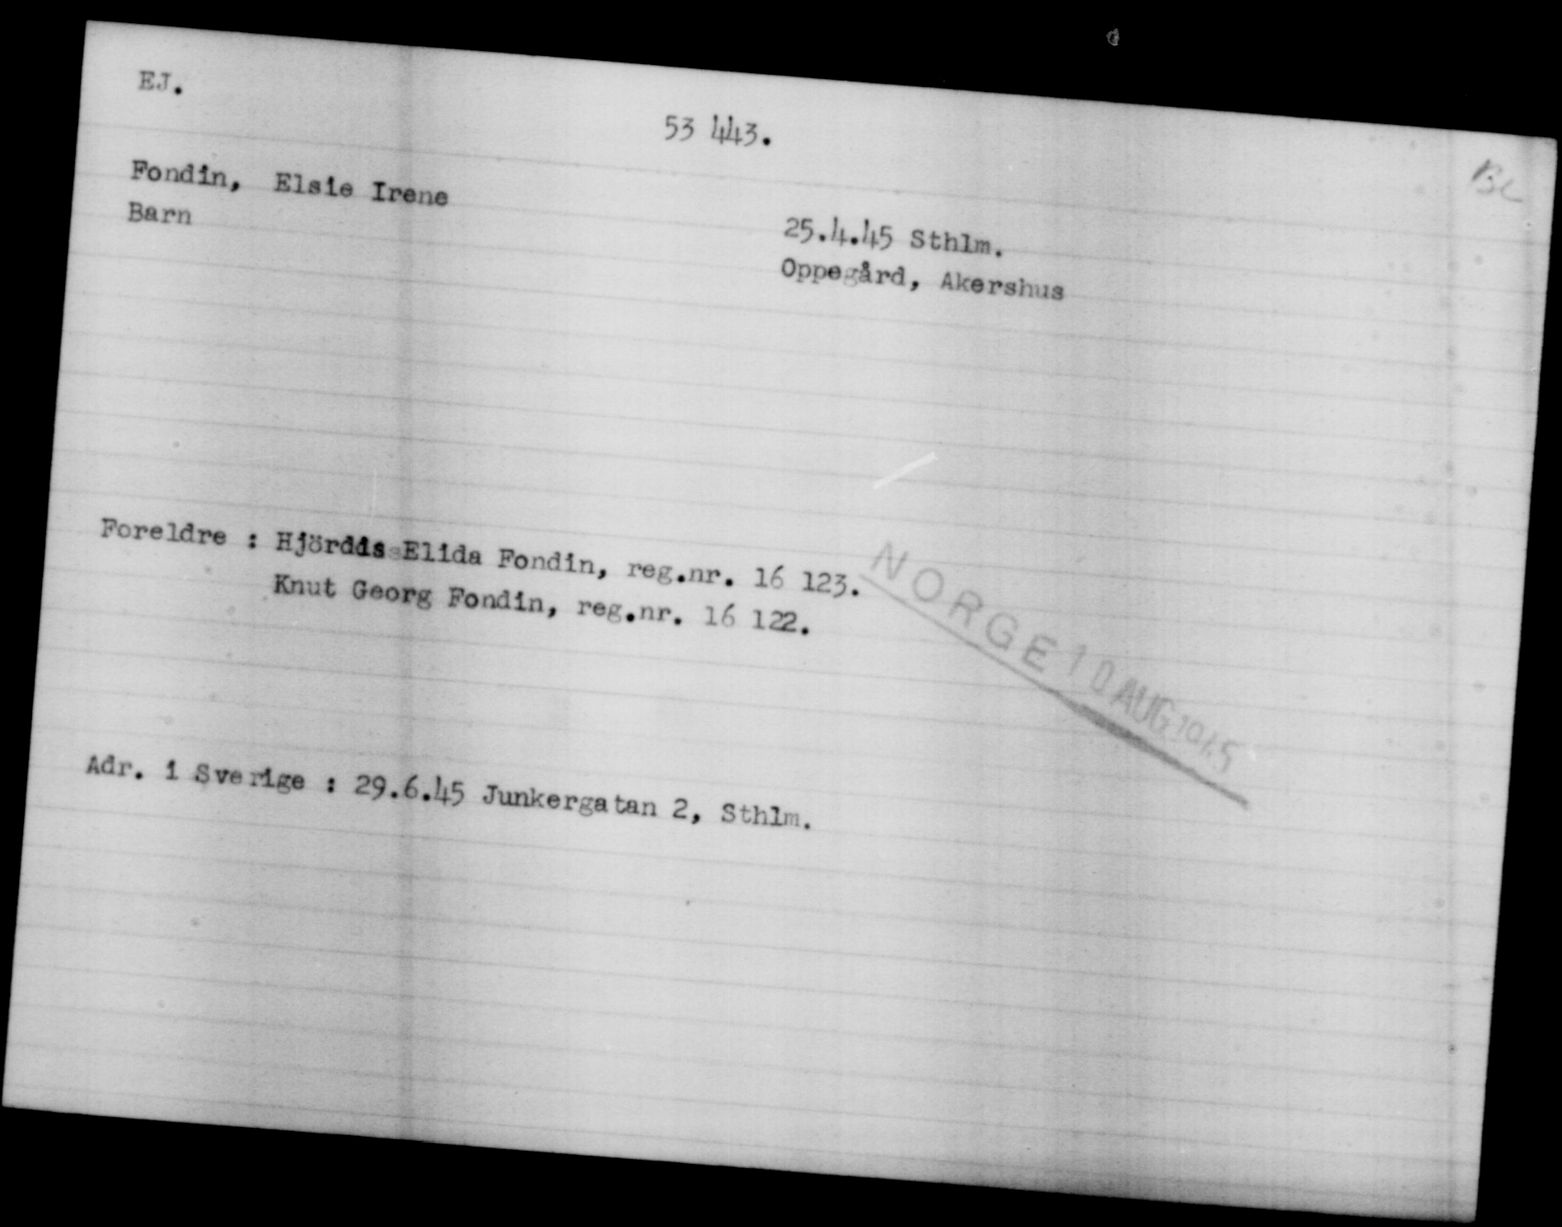 EJ.
53 443.
Fondin, Elsie Irene
Barn
25.4.45 Sthlm.
Oppegård, Akershus
Foreldre : Hjördis Elida Fondin, reg.nr. 16 123.
Knut Georg Fondin, reg.nr. 16 122.
NORGE 10 AUG 1945
Adr. i Sverige : 29.6.45 Junkergatan 2, Sthlm.